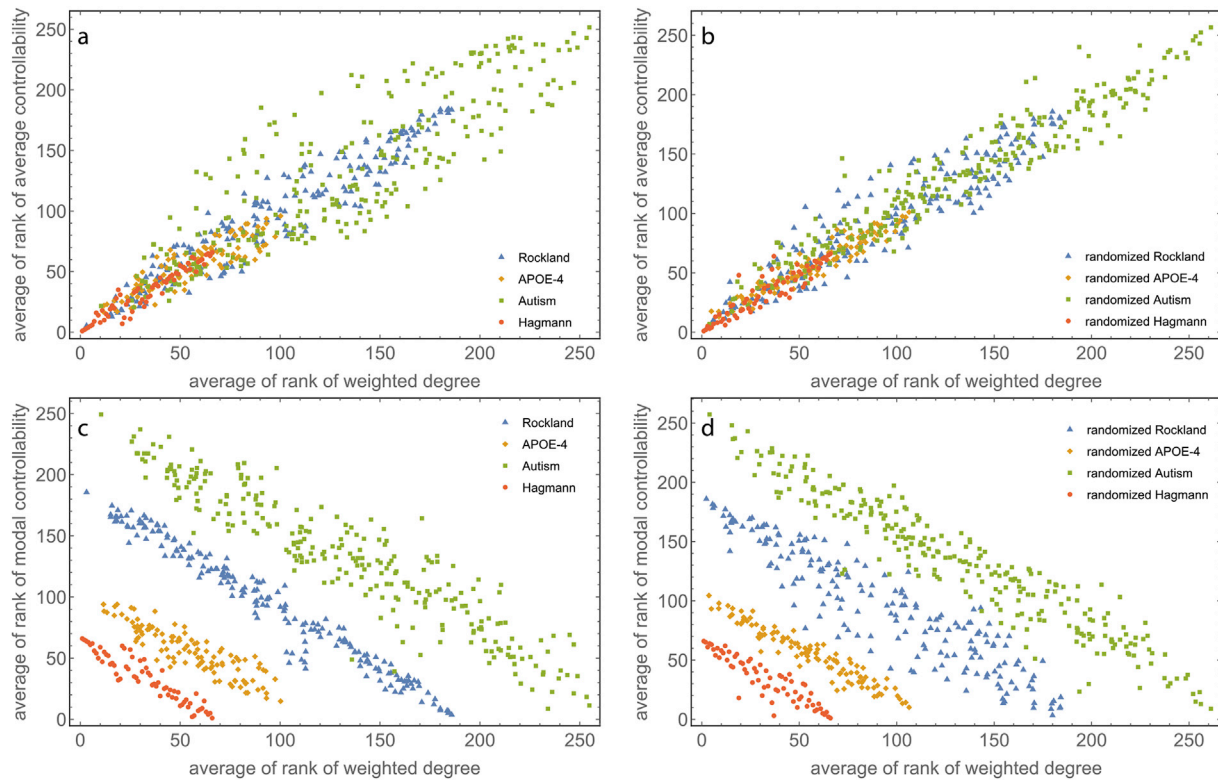 a
average of rank of average controllability
250
200
150
100
50
0
Rockland
APOE-4
Autism
Hagmann
0 50 100 150 200 250
average of rank of weighted degree
b
average of rank of average controllability
250
200
150
100
50
0
randomized Rockland
randomized APOE-4
randomized Autism
randomized Hagmann
0 50 100 150 200 250
average of rank of weighted degree
c
average of rank of modal controllability
250
200
150
100
50
0
Rockland
APOE-4
Autism
Hagmann
0 50 100 150 200 250
average of rank of weighted degree
d
average of rank of modal controllability
250
200
150
100
50
0
randomized Rockland
randomized APOE-4
randomized Autism
randomized Hagmann
0 50 100 150 200 250
average of rank of weighted degree